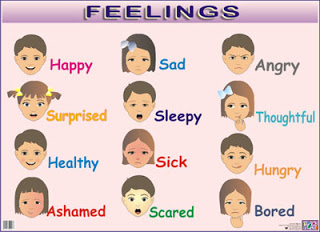 FEELINGS
Happy
Sad
Angry
Surprised
Sleepy
Thoughtful
Healthy
Sick
Hungry
Ashamed
Scared
Bored